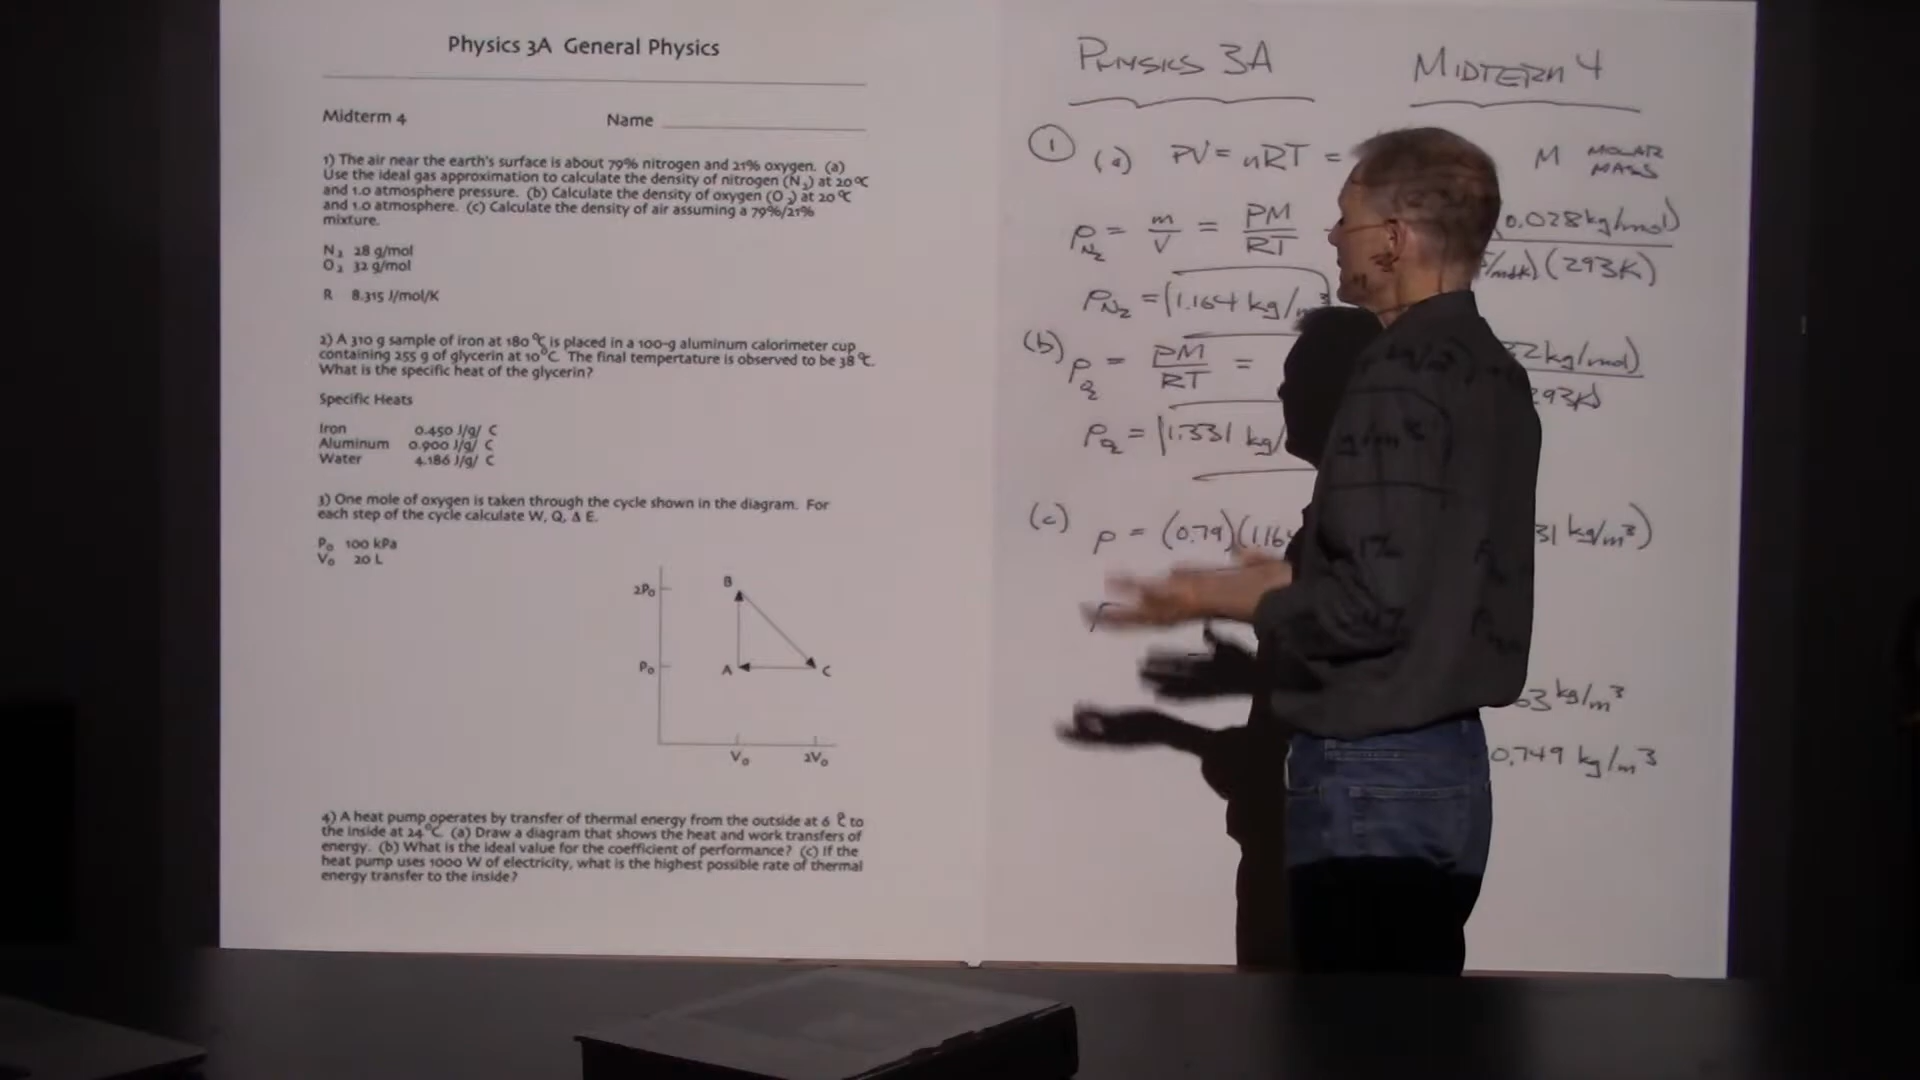 Physics 3A General Physics
Midterm 4 Name
1) The air near the earth's surface is about 79% nitrogen and 21% oxygen. (a)
Use the ideal gas approximation to calculate the density of nitrogen (N₂) at 20 °C
and 1.0 atmosphere pressure. (b) Calculate the density of oxygen (O₂) at 20 °C
and 1.0 atmosphere. (c) Calculate the density of air assuming a 79%/21%
mixture.
N₂ 28 g/mol
O₂ 32 g/mol
R 8.315 J/mol/K
2) A 310 g sample of iron at 180 °C is placed in a 100-g aluminum calorimeter cup
containing 255 g of glycerin at 10°C. The final tempertature is observed to be 38 °C.
What is the specific heat of the glycerin?
Specific Heats
Iron 0.450 J/g/ C
Aluminum 0.900 J/g/ C
Water 4.186 J/g/ C
3) One mole of oxygen is taken through the cycle shown in the diagram. For
each step of the cycle calculate W, Q, Δ E.
P₀ 100 kPa
V₀ 20 L
2P₀
B
P₀
A
C
V₀ 2V₀
4) A heat pump operates by transfer of thermal energy from the outside at 6 °C to
the inside at 24°C. (a) Draw a diagram that shows the heat and work transfers of
energy. (b) What is the ideal value for the coefficient of performance? (c) If the
heat pump uses 1000 W of electricity, what is the highest possible rate of thermal
energy transfer to the inside?
PHYSICS 3A MIDTERM 4
① (a) PV = nRT = M MOLAR MASS
ρN₂ = m/V = PM/RT 0.028 kg/mol) (293K)
ρN₂ = 1.164 kg/m³
(b) ρO₂ = PM/RT = 2 kg/mol) 293K)
ρO₂ = 1.331 kg/
(c) ρ = (0.79)(1.164 31 kg/m³)
63 kg/m³
0.749 kg/m³